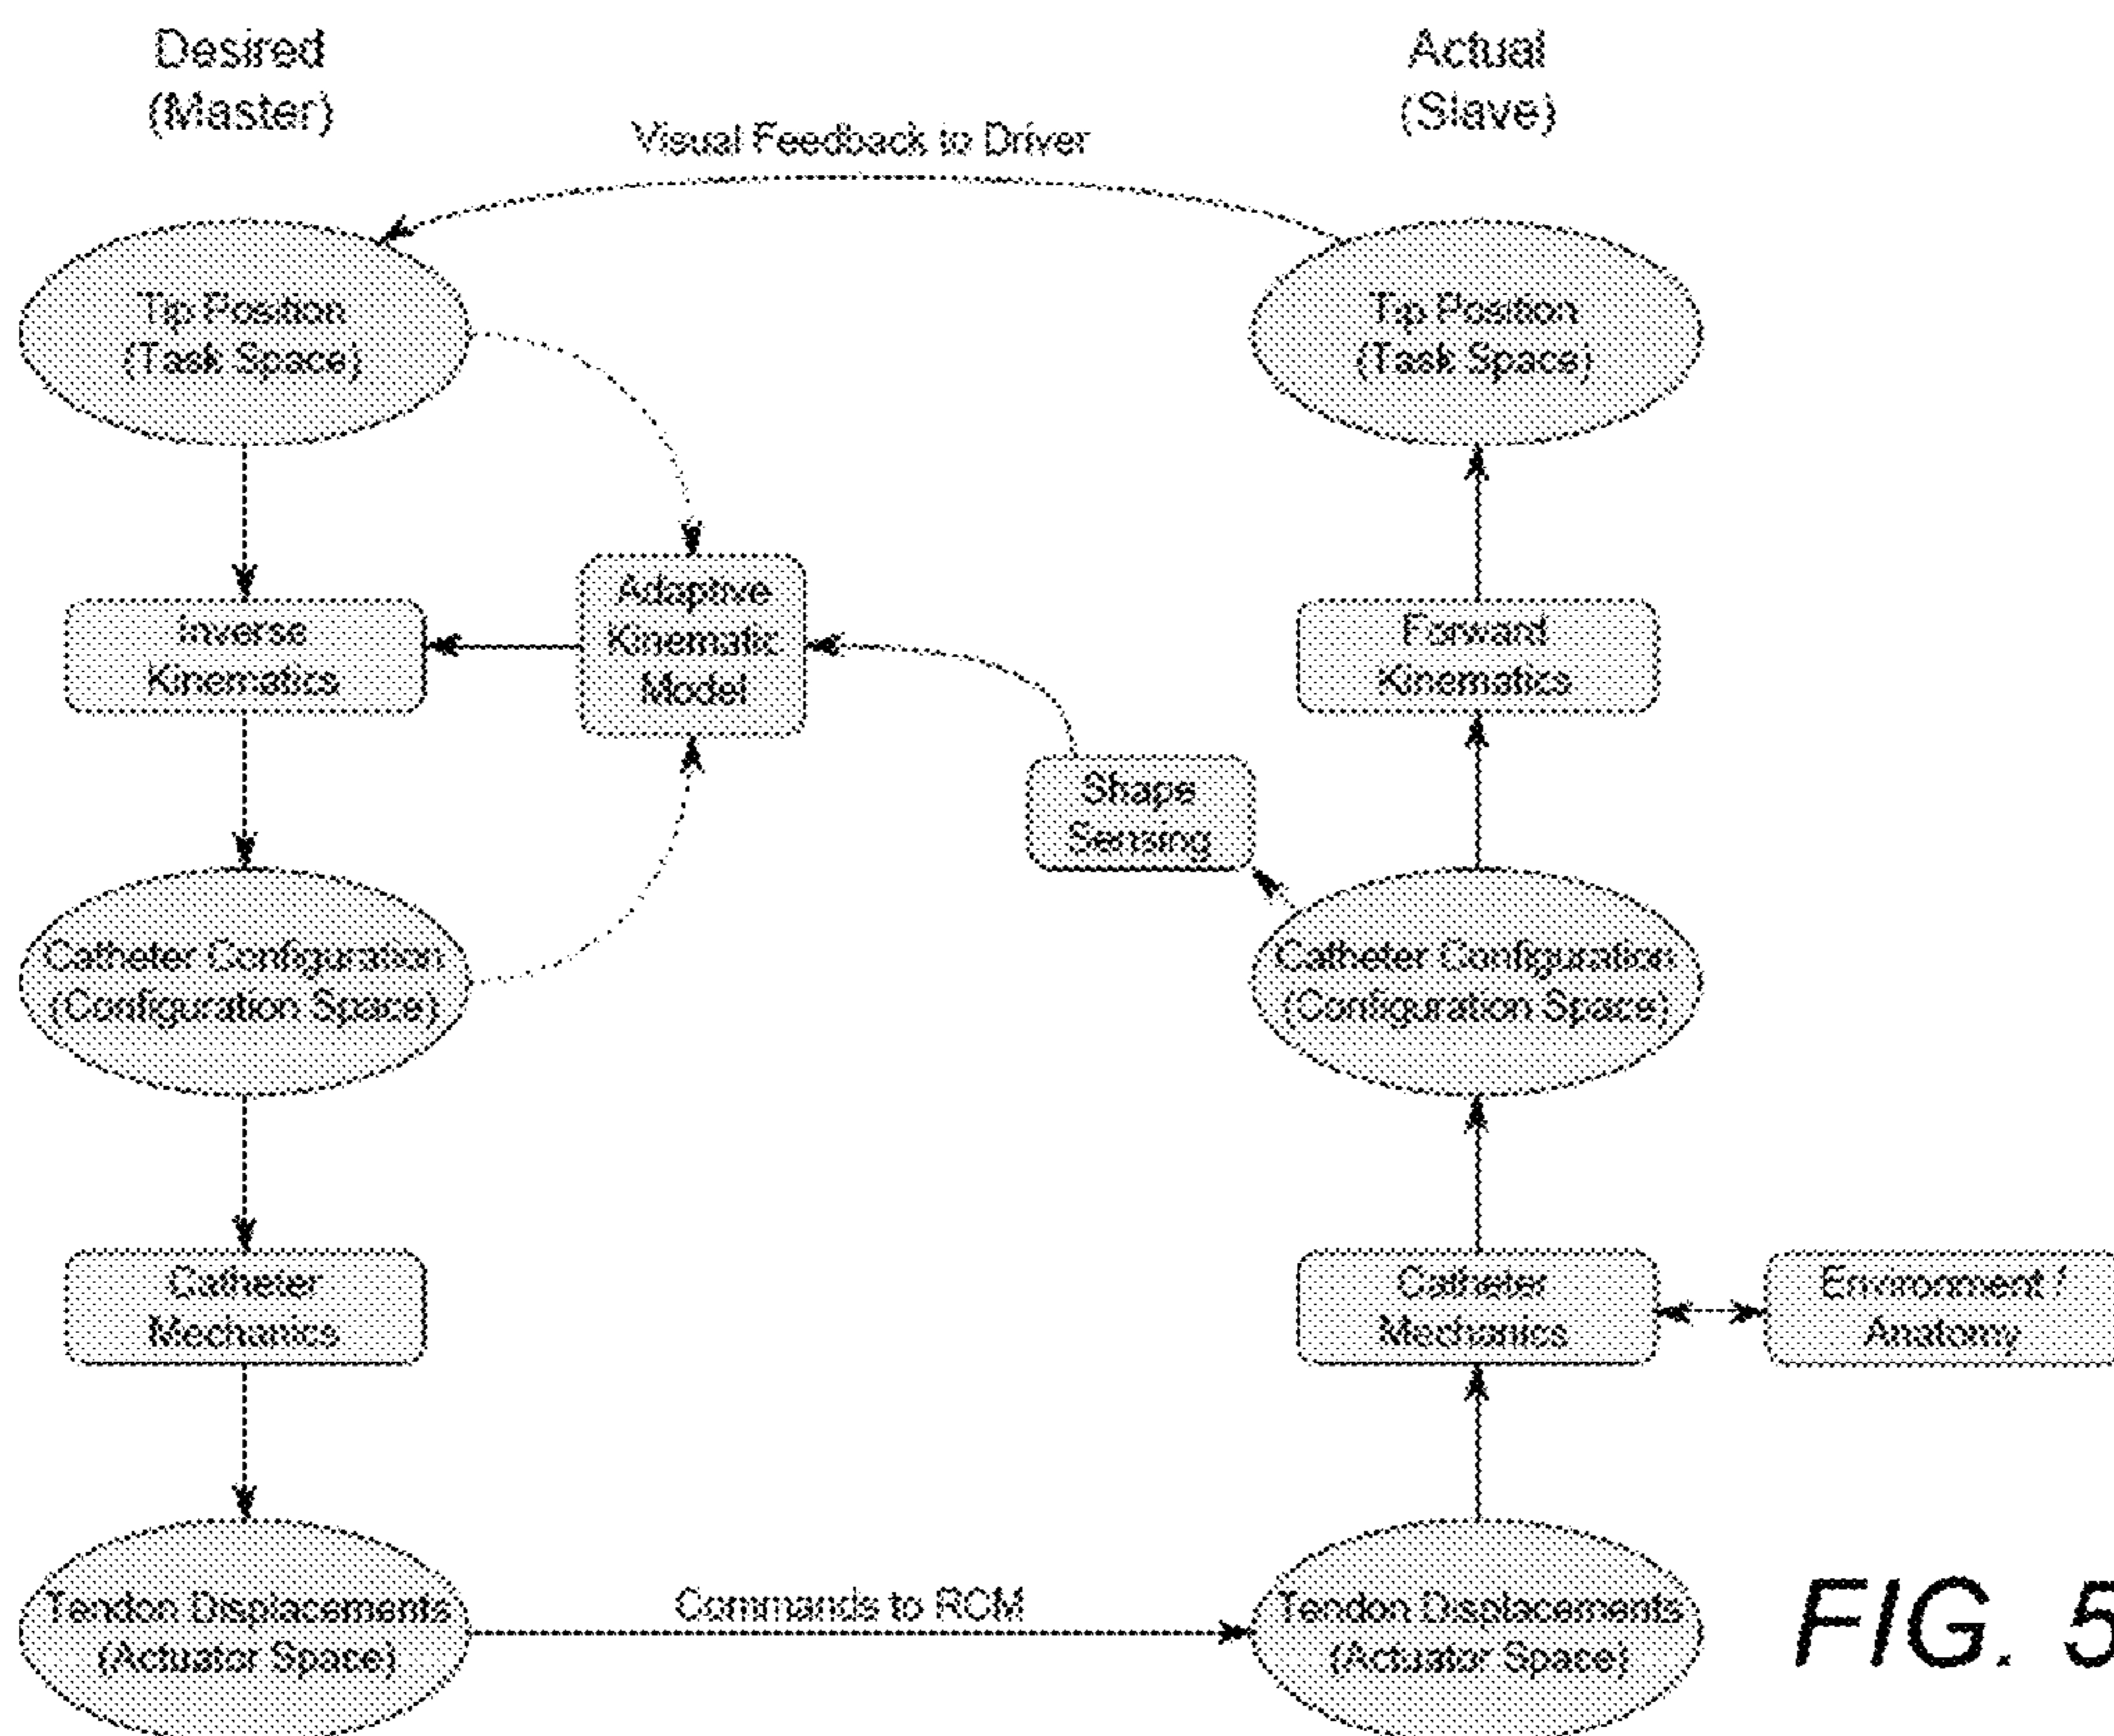 Desired
(Master)
Actual
(Slave)
Visual Feedback to Driver
Tip Position
(Task Space)
Tip Position
(Task Space)
Inverse
Kinematics
Adaptive
Kinematic
Model
Forward
Kinematics
Shape
Sensing
Catheter Configuration
(Configuration Space)
Catheter Configuration
(Configuration Space)
Catheter
Mechanics
Catheter
Mechanics
Environment /
Anatomy
Tendon Displacements
(Actuator Space)
Commands to RCM
Tendon Displacements
(Actuator Space)
FIG. 5